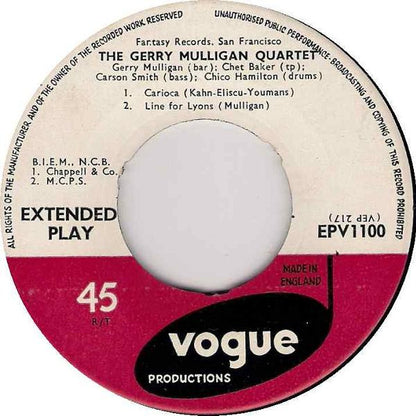 ALL RIGHTS OF THE MANUFACTURER AND OF THE OWNER OF THE RECORDED WORK RESERVED
UNAUTHORISED PUBLIC PERFORMANCE, BROADCASTING AND COPYING OF THIS RECORD PROHIBITED
Fantasy Records, San Francisco
THE GERRY MULLIGAN QUARTET
Gerry Mulligan (bar); Chet Baker (tp);
Carson Smith (bass); Chico Hamilton (drums)
1. Carioca (Kahn-Eliscu-Youmans)
2. Line for Lyons (Mulligan)
B.I.E.M., N.C.B.
1. Chappell & Co.
2. M.C.P.S.
EXTENDED
PLAY
(VEP 217)
EPV1100
MADE IN
ENGLAND
45
R.P.T.
vogue
PRODUCTIONS